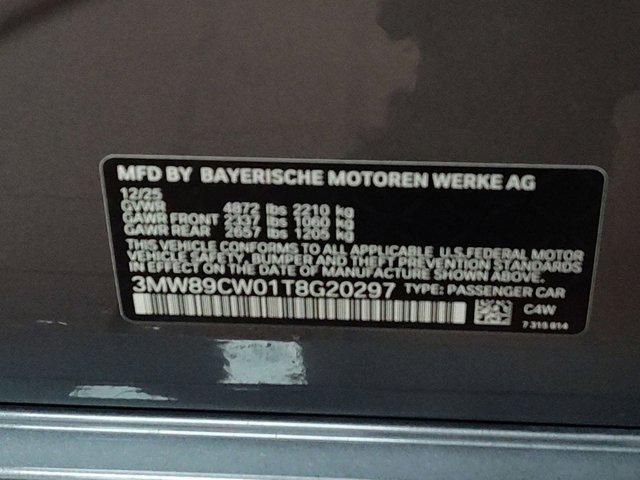 MFD BY BAYERISCHE MOTOREN WERKE AG
12/25
GVWR 4872 lbs 2210 kg
GAWR FRONT 2337 lbs 1060 kg
GAWR REAR 2657 lbs 1205 kg
THIS VEHICLE CONFORMS TO ALL APPLICABLE U.S.FEDERAL MOTOR
VEHICLE SAFETY, BUMPER AND THEFT PREVENTION STANDARDS
IN EFFECT ON THE DATE OF MANUFACTURE SHOWN ABOVE.
3MW89CW01T8G20297 TYPE: PASSENGER CAR
C4W
7 315 614